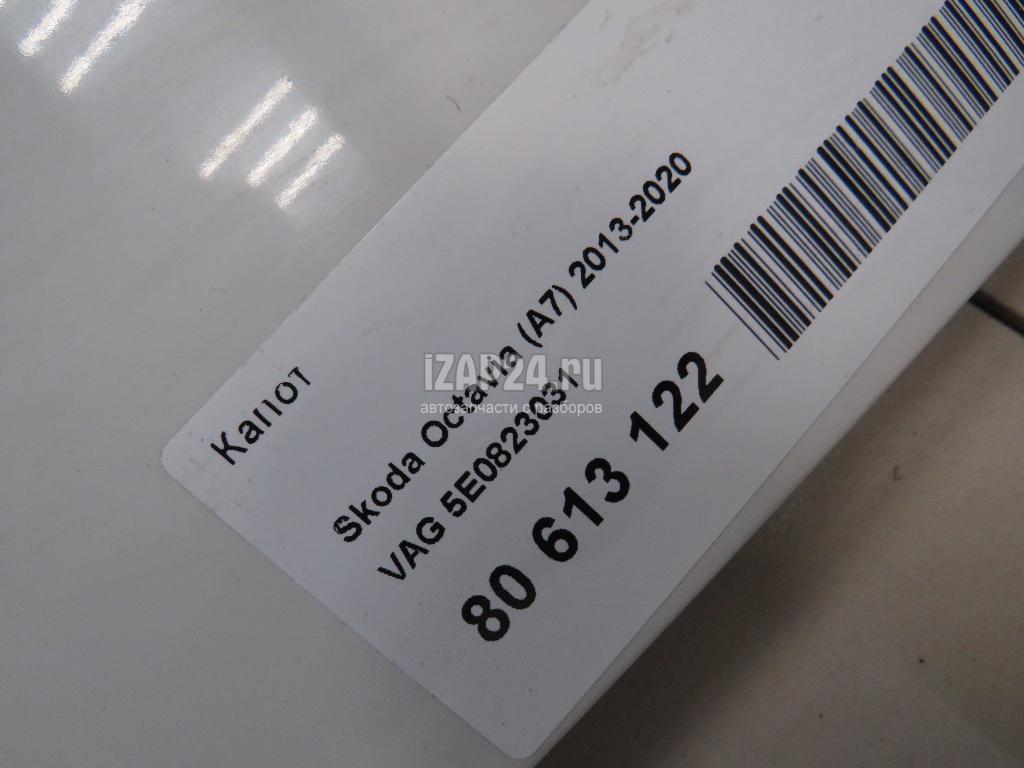 Капот
Skoda Octavia (A7) 2013-2020
VAG 5E0823031
80 613 122
iZAP24.ru
автозапчасти с разборов